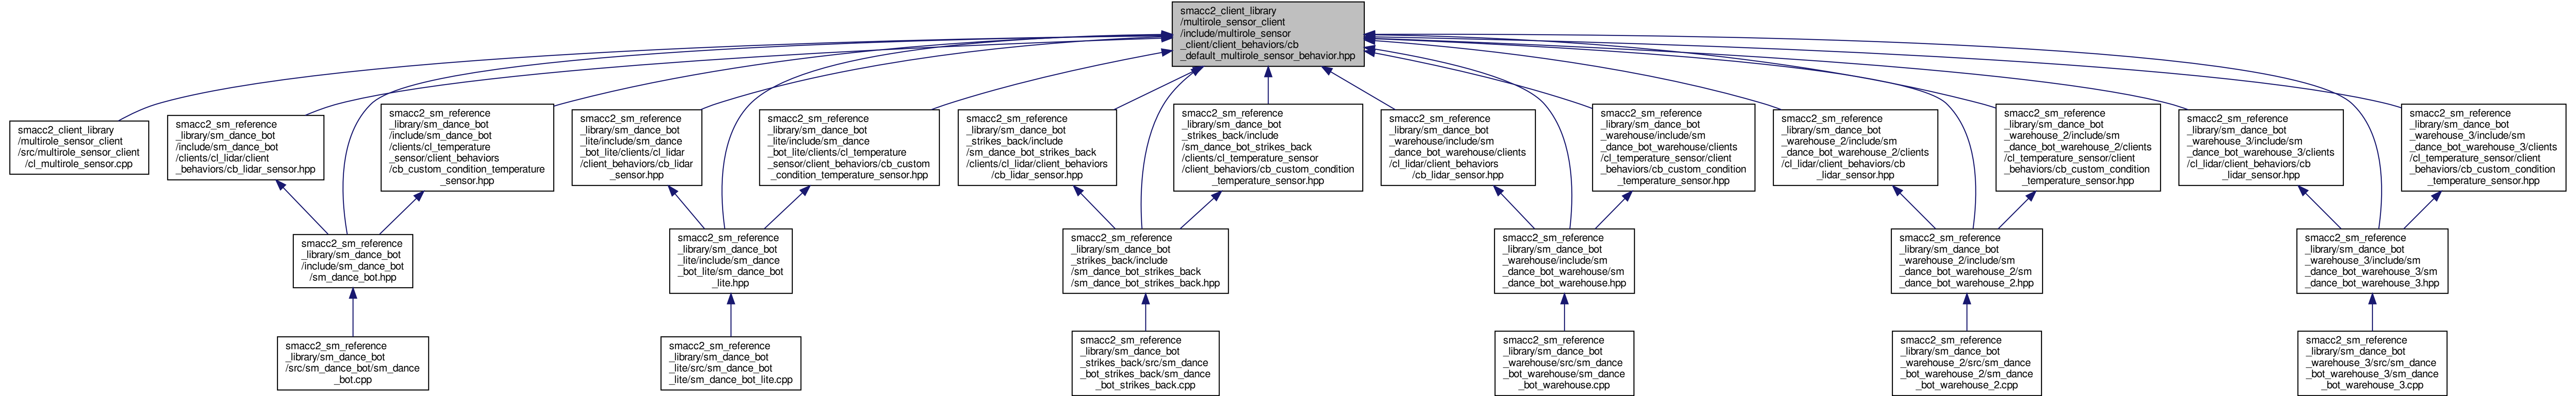 smacc2_client_library
/multirole_sensor_client
/include/multirole_sensor
_client/client_behaviors/cb
_default_multirole_sensor_behavior.hpp
smacc2_client_library
/multirole_sensor_client
/src/multirole_sensor_client
/cl_multirole_sensor.cpp
smacc2_sm_reference
_library/sm_dance_bot
/include/sm_dance_bot
/clients/cl_lidar/client
_behaviors/cb_lidar_sensor.hpp
smacc2_sm_reference
_library/sm_dance_bot
/include/sm_dance_bot
/clients/cl_temperature
_sensor/client_behaviors
/cb_custom_condition_temperature
_sensor.hpp
smacc2_sm_reference
_library/sm_dance_bot
_lite/include/sm_dance
_bot_lite/clients/cl_lidar
/client_behaviors/cb_lidar
_sensor.hpp
smacc2_sm_reference
_library/sm_dance_bot
_lite/include/sm_dance
_bot_lite/clients/cl_temperature
_sensor/client_behaviors/cb_custom
_condition_temperature_sensor.hpp
smacc2_sm_reference
_library/sm_dance_bot
_strikes_back/include
/sm_dance_bot_strikes_back
/clients/cl_lidar/client_behaviors
/cb_lidar_sensor.hpp
smacc2_sm_reference
_library/sm_dance_bot
_strikes_back/include
/sm_dance_bot_strikes_back
/clients/cl_temperature_sensor
/client_behaviors/cb_custom_condition
_temperature_sensor.hpp
smacc2_sm_reference
_library/sm_dance_bot
_warehouse/include/sm
_dance_bot_warehouse/clients
/cl_lidar/client_behaviors
/cb_lidar_sensor.hpp
smacc2_sm_reference
_library/sm_dance_bot
_warehouse/include/sm
_dance_bot_warehouse/clients
/cl_temperature_sensor/client
_behaviors/cb_custom_condition
_temperature_sensor.hpp
smacc2_sm_reference
_library/sm_dance_bot
_warehouse_2/include/sm
_dance_bot_warehouse_2/clients
/cl_lidar/client_behaviors/cb
_lidar_sensor.hpp
smacc2_sm_reference
_library/sm_dance_bot
_warehouse_2/include/sm
_dance_bot_warehouse_2/clients
/cl_temperature_sensor/client
_behaviors/cb_custom_condition
_temperature_sensor.hpp
smacc2_sm_reference
_library/sm_dance_bot
_warehouse_3/include/sm
_dance_bot_warehouse_3/clients
/cl_lidar/client_behaviors/cb
_lidar_sensor.hpp
smacc2_sm_reference
_library/sm_dance_bot
_warehouse_3/include/sm
_dance_bot_warehouse_3/clients
/cl_temperature_sensor/client
_behaviors/cb_custom_condition
_temperature_sensor.hpp
smacc2_sm_reference
_library/sm_dance_bot
/include/sm_dance_bot
/sm_dance_bot.hpp
smacc2_sm_reference
_library/sm_dance_bot
_lite/include/sm_dance
_bot_lite/sm_dance_bot
_lite.hpp
smacc2_sm_reference
_library/sm_dance_bot
_strikes_back/include
/sm_dance_bot_strikes_back
/sm_dance_bot_strikes_back.hpp
smacc2_sm_reference
_library/sm_dance_bot
_warehouse/include/sm
_dance_bot_warehouse/sm
_dance_bot_warehouse.hpp
smacc2_sm_reference
_library/sm_dance_bot
_warehouse_2/include/sm
_dance_bot_warehouse_2/sm
_dance_bot_warehouse_2.hpp
smacc2_sm_reference
_library/sm_dance_bot
_warehouse_3/include/sm
_dance_bot_warehouse_3/sm
_dance_bot_warehouse_3.hpp
smacc2_sm_reference
_library/sm_dance_bot
/src/sm_dance_bot/sm_dance
_bot.cpp
smacc2_sm_reference
_library/sm_dance_bot
_lite/src/sm_dance_bot
_lite/sm_dance_bot_lite.cpp
smacc2_sm_reference
_library/sm_dance_bot
_strikes_back/src/sm_dance
_bot_strikes_back/sm_dance
_bot_strikes_back.cpp
smacc2_sm_reference
_library/sm_dance_bot
_warehouse/src/sm_dance
_bot_warehouse/sm_dance
_bot_warehouse.cpp
smacc2_sm_reference
_library/sm_dance_bot
_warehouse_2/src/sm_dance
_bot_warehouse_2/sm_dance
_bot_warehouse_2.cpp
smacc2_sm_reference
_library/sm_dance_bot
_warehouse_3/src/sm_dance
_bot_warehouse_3/sm_dance
_bot_warehouse_3.cpp